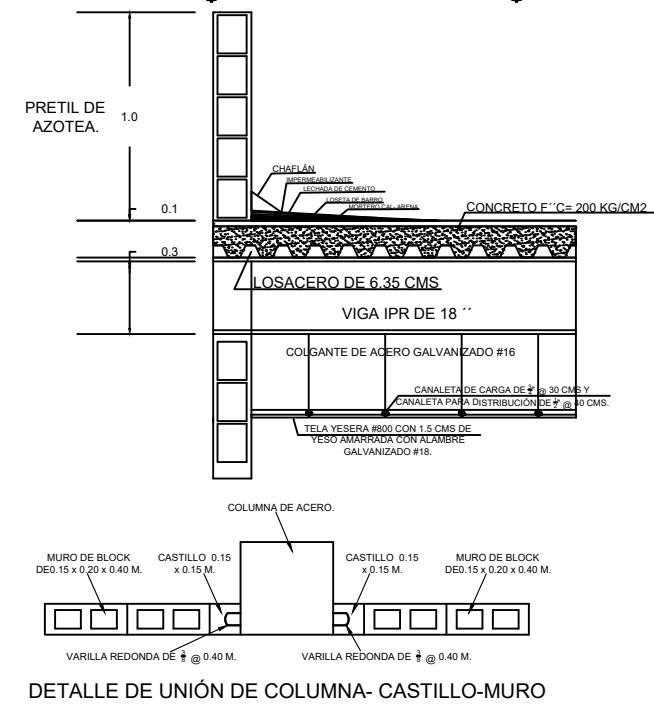 PRETIL DE
AZOTEA.
1.0
0.1
0.3
CHAFLÁN
IMPERMEABILIZANTE
LECHADA DE CEMENTO
LOSETA DE BARRO
MORTERO CAL - ARENA
CONCRETO F´´C= 200 KG/CM2
LOSACERO DE 6.35 CMS
VIGA IPR DE 18 ´´
COLGANTE DE ACERO GALVANIZADO #16
CANALETA DE CARGA DE 3/4" @ 30 CMS Y
CANALETA PARA DISTRIBUCIÓN DE 1/2" @ 40 CMS.
TELA YESERA #800 CON 1.5 CMS DE
YESO AMARRADA CON ALAMBRE
GALVANIZADO #18.
COLUMNA DE ACERO.
MURO DE BLOCK
DE0.15 x 0.20 x 0.40 M.
CASTILLO 0.15
x 0.15 M.
CASTILLO 0.15
x 0.15 M.
MURO DE BLOCK
DE0.15 x 0.20 x 0.40 M.
VARILLA REDONDA DE 3/8 @ 0.40 M.
VARILLA REDONDA DE 3/8 @ 0.40 M.
DETALLE DE UNIÓN DE COLUMNA- CASTILLO-MURO